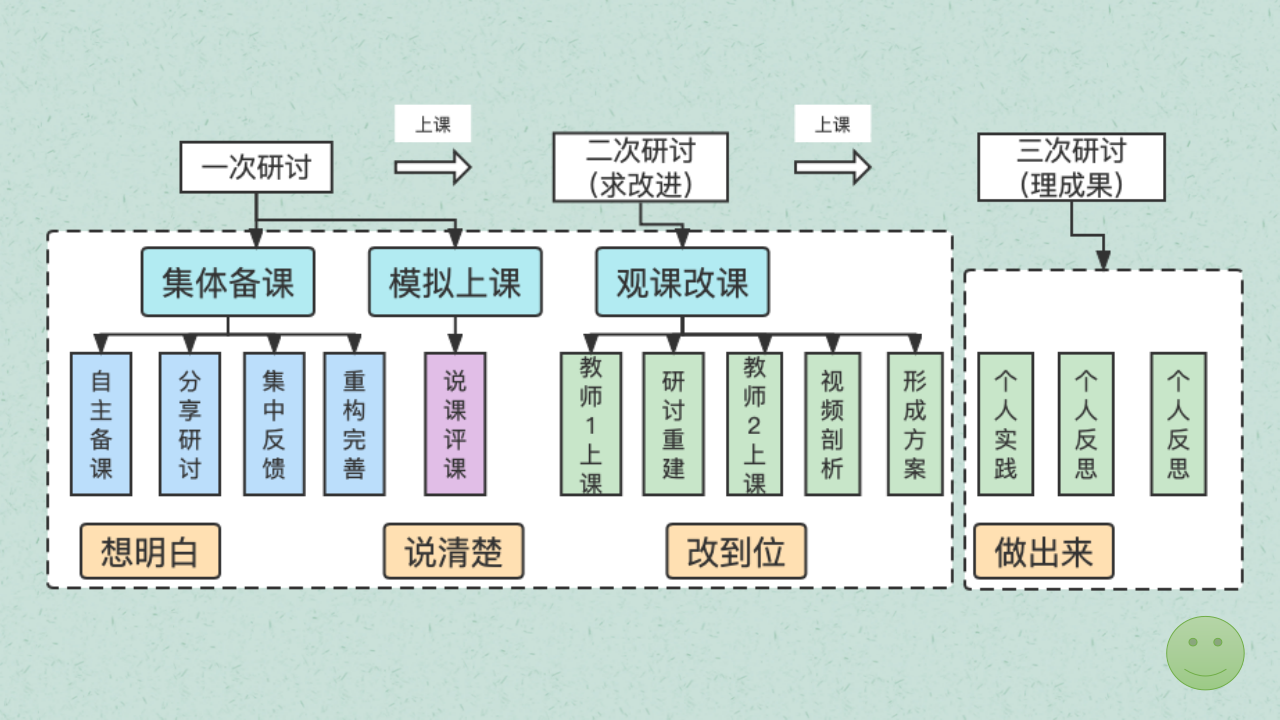 上课
上课
一次研讨
二次研讨
（求改进）
三次研讨
（理成果）
集体备课
模拟上课
观课改课
自主备课
分享研讨
集中反馈
重构完善
说课评课
教师1上课
研讨重建
教师2上课
视频剖析
形成方案
个人实践
个人反思
个人反思
想明白
说清楚
改到位
做出来